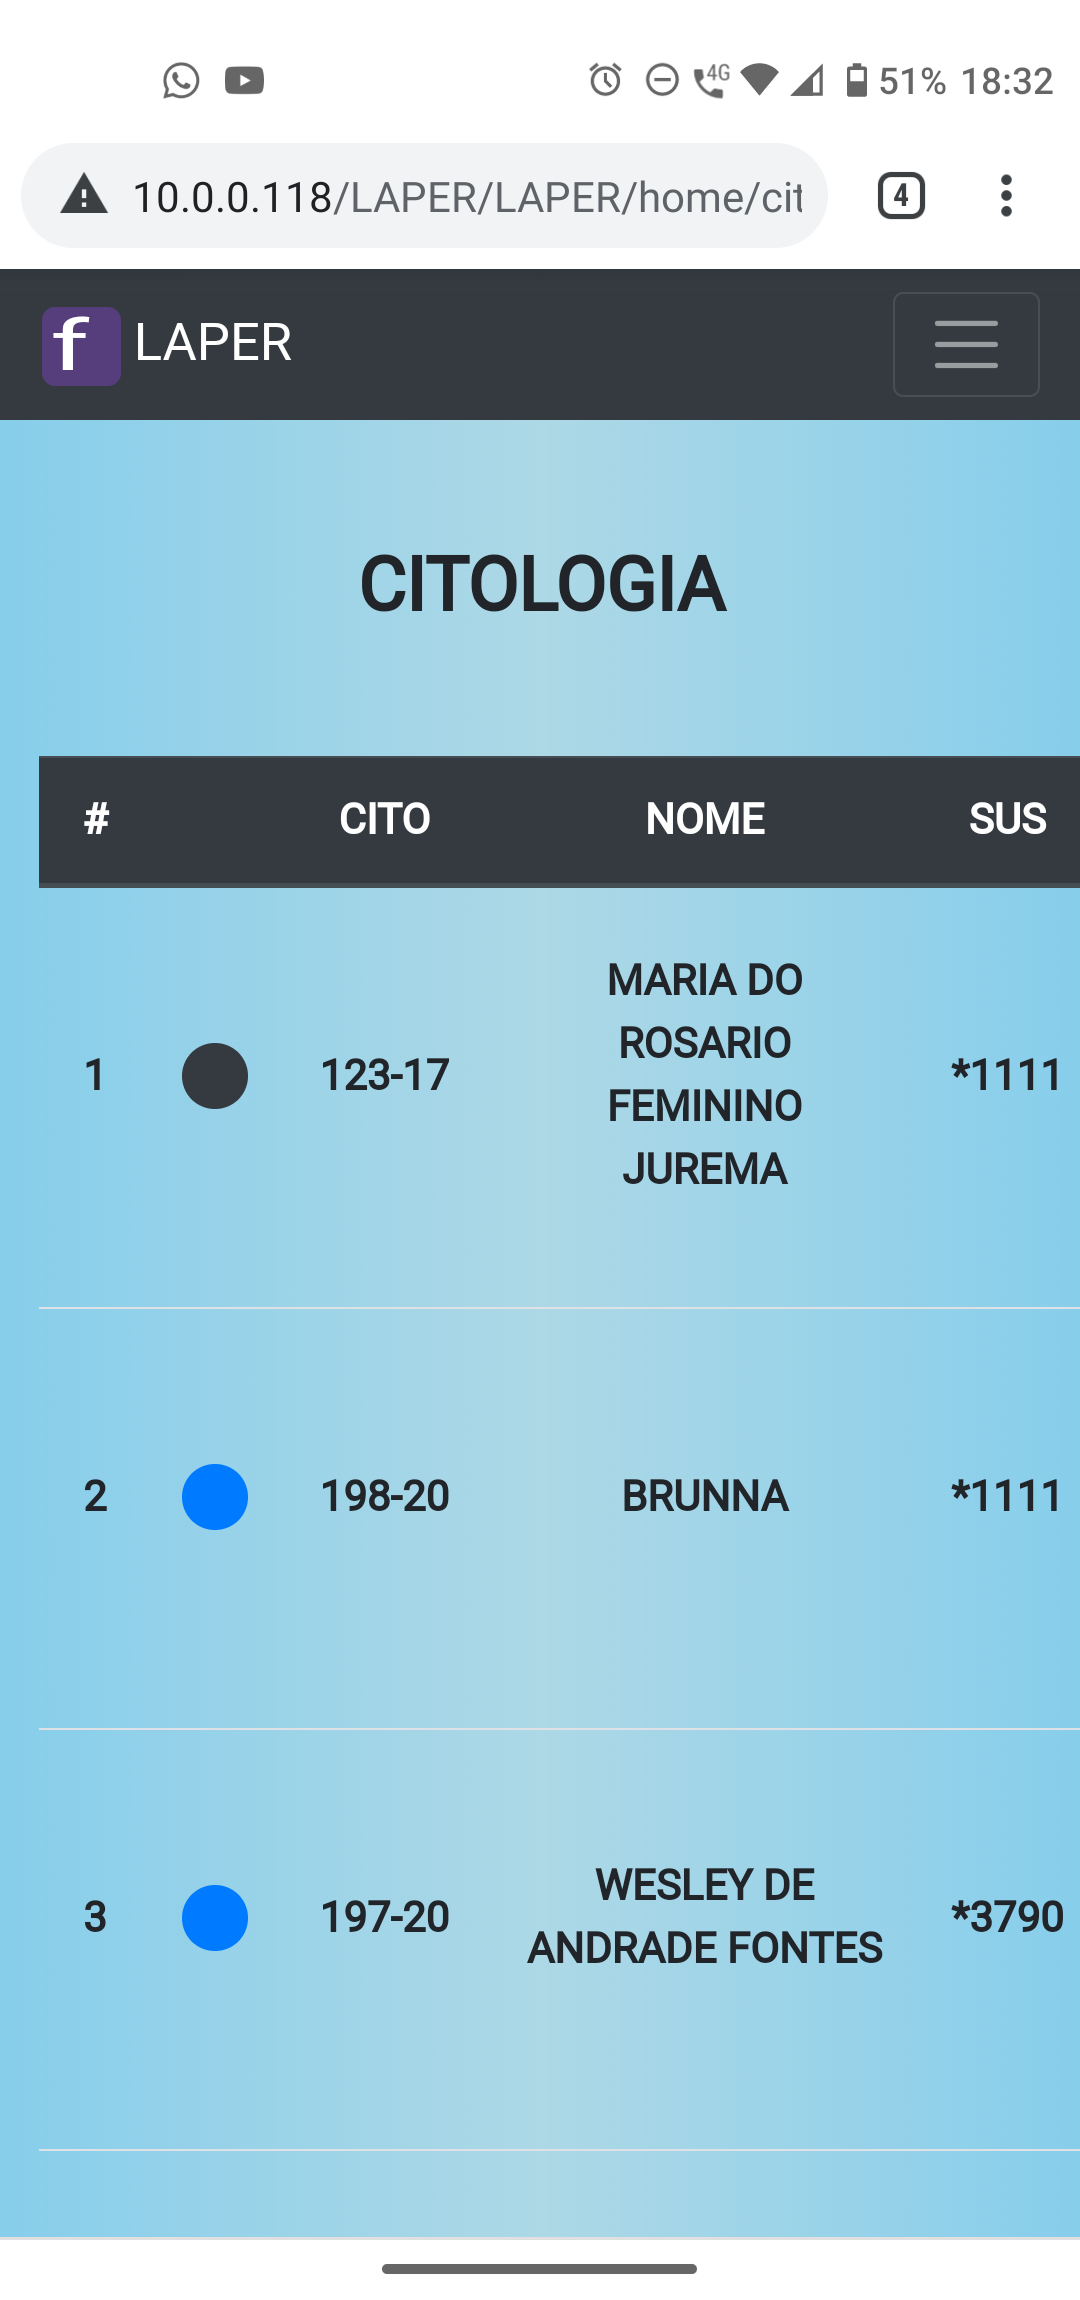 4G 51% 18:32
10.0.0.118/LAPER/LAPER/home/cit
4
f LAPER
CITOLOGIA
# CITO NOME SUS
1 123-17 MARIA DO ROSARIO FEMININO JUREMA *1111
2 198-20 BRUNNA *1111
3 197-20 WESLEY DE ANDRADE FONTES *3790